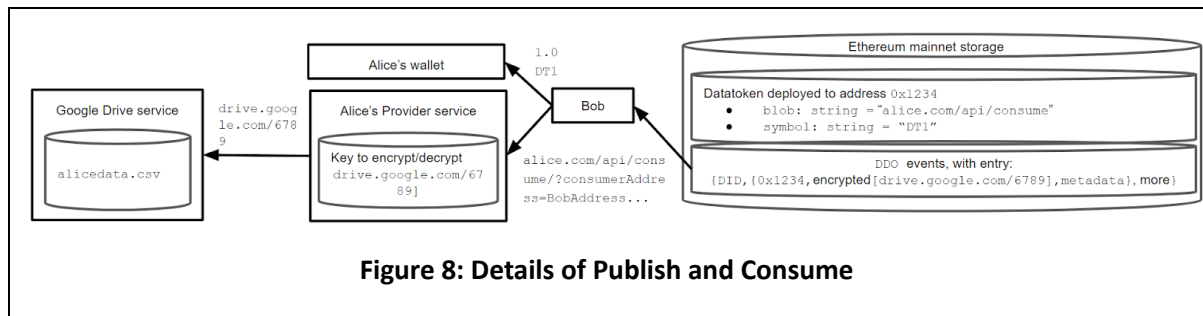 Google Drive service
alicedata.csv
drive.goog
le.com/678
9
Alice's wallet
Alice's Provider service
Key to encrypt/decrypt
drive.google.com/67
89]
1.0
DT1
Bob
alice.com/api/cons
ume/?consumerAddre
ss=BobAddress...
Ethereum mainnet storage
Datatoken deployed to address 0x1234
● blob: string = "alice.com/api/consume"
● symbol: string = "DT1"
DDO events, with entry:
{DID,{0x1234,encrypted[drive.google.com/6789],metadata}, more}
Figure 8: Details of Publish and Consume